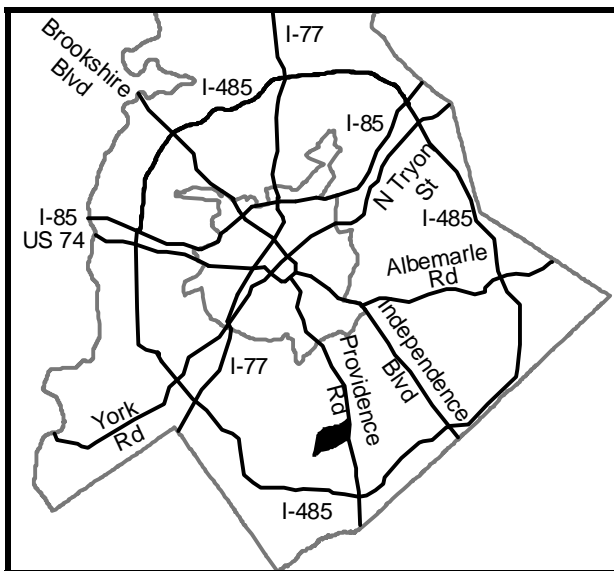 I-77
Brookshire
Blvd
I-485
I-85
N Tryon
St
I-85
US 74
I-485
Albemarle
Rd
Independence
Blvd
Providence
Rd
I-77
York
Rd
I-485